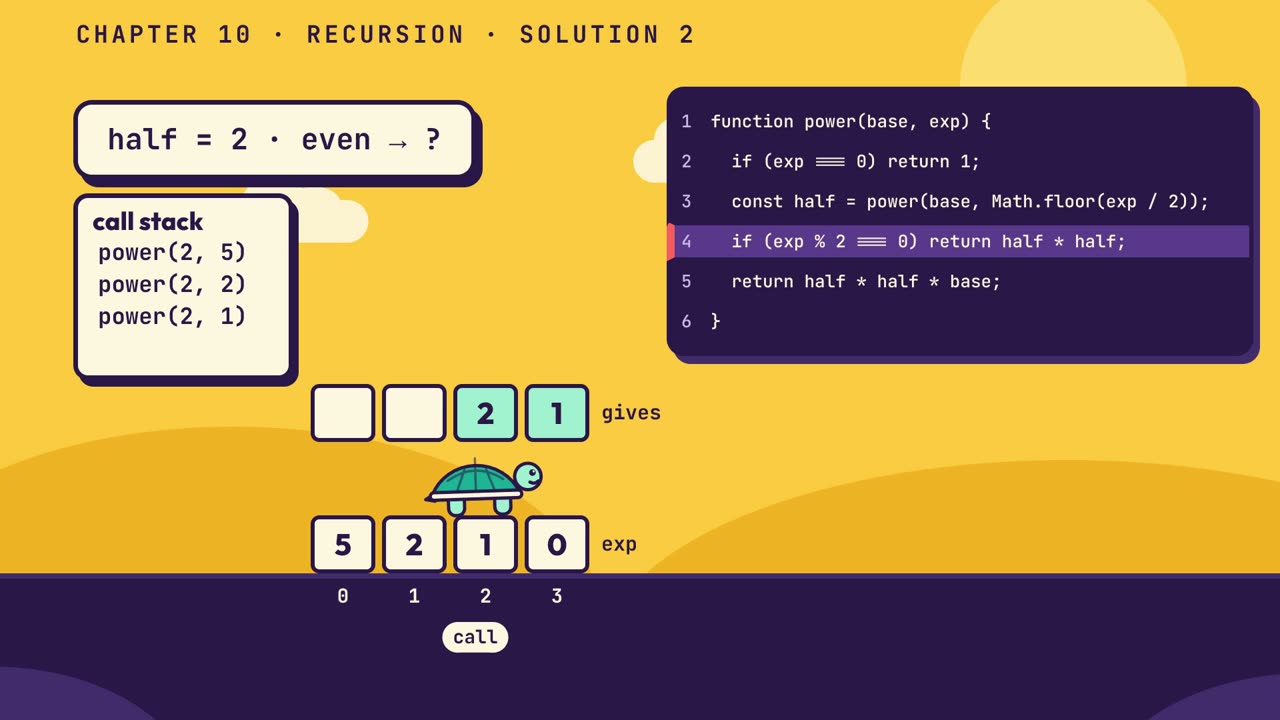 CHAPTER 10 · RECURSION · SOLUTION 2
half = 2 · even → ?
call stack
power(2, 5)
power(2, 2)
power(2, 1)
1 function power(base, exp) {
2 if (exp === 0) return 1;
3 const half = power(base, Math.floor(exp / 2));
4 if (exp % 2 === 0) return half * half;
5 return half * half * base;
6 }
2 1 gives
5 2 1 0 exp
0 1 2 3
call